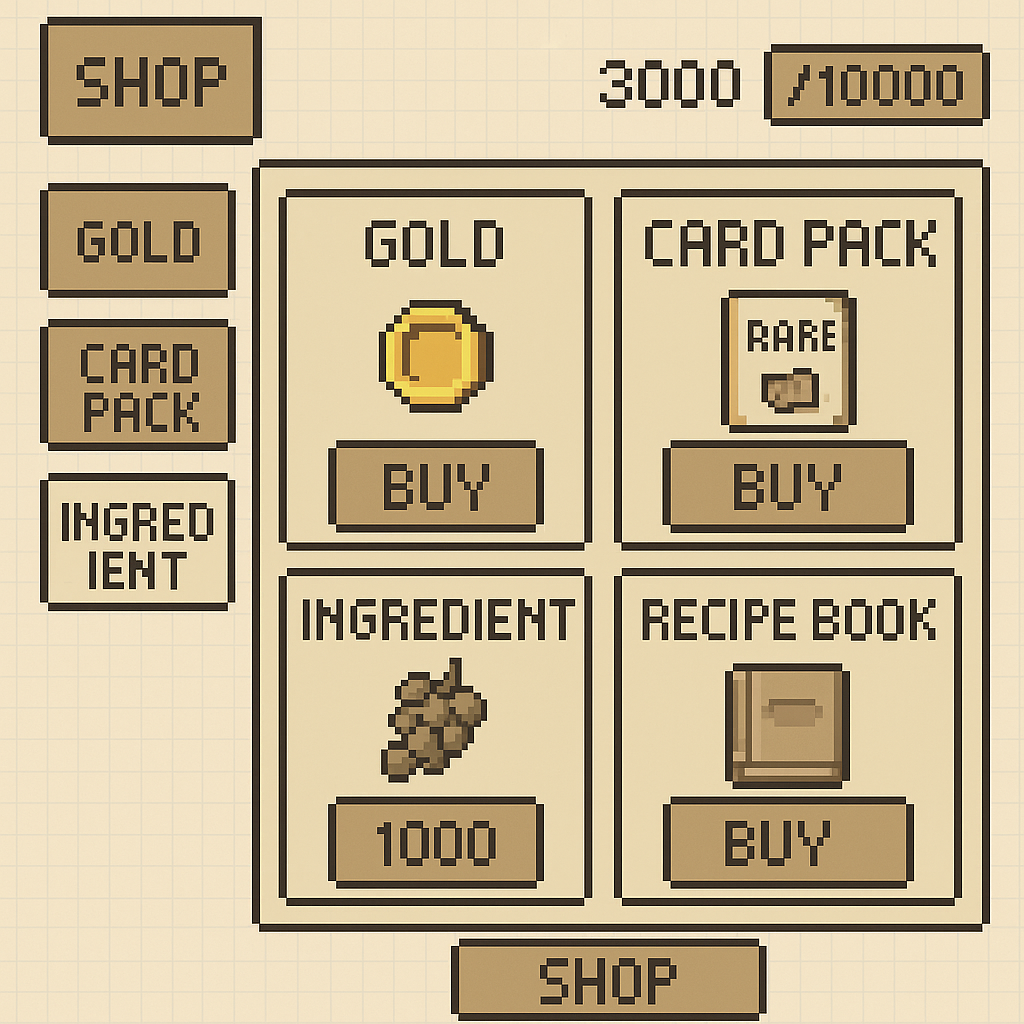 SHOP
3000 /10000
GOLD
CARD
PACK
INGRED
IENT
GOLD
BUY
CARD PACK
RARE
BUY
INGREDIENT
1000
RECIPE BOOK
BUY
SHOP